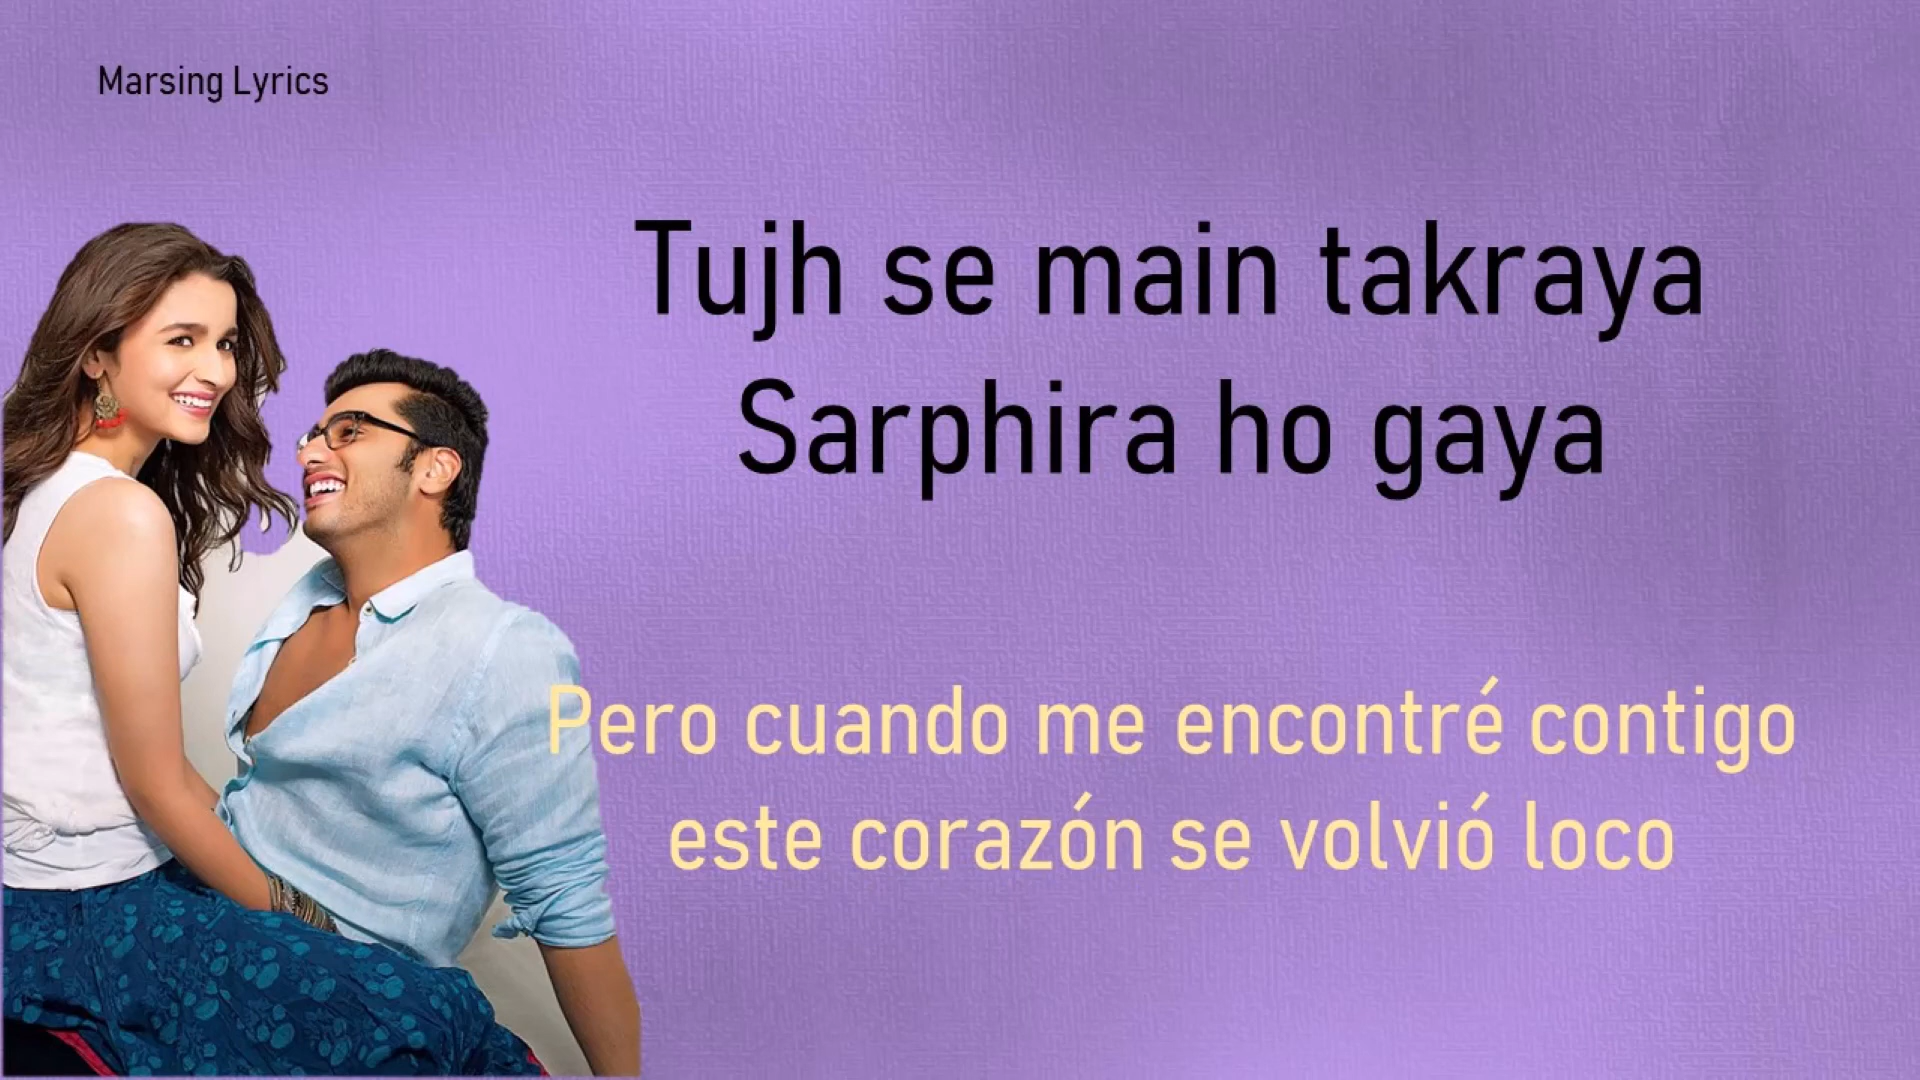 Marsing Lyrics
Tujh se main takraya
Sarphira ho gaya
Pero cuando me encontré contigo
este corazón se volvió loco